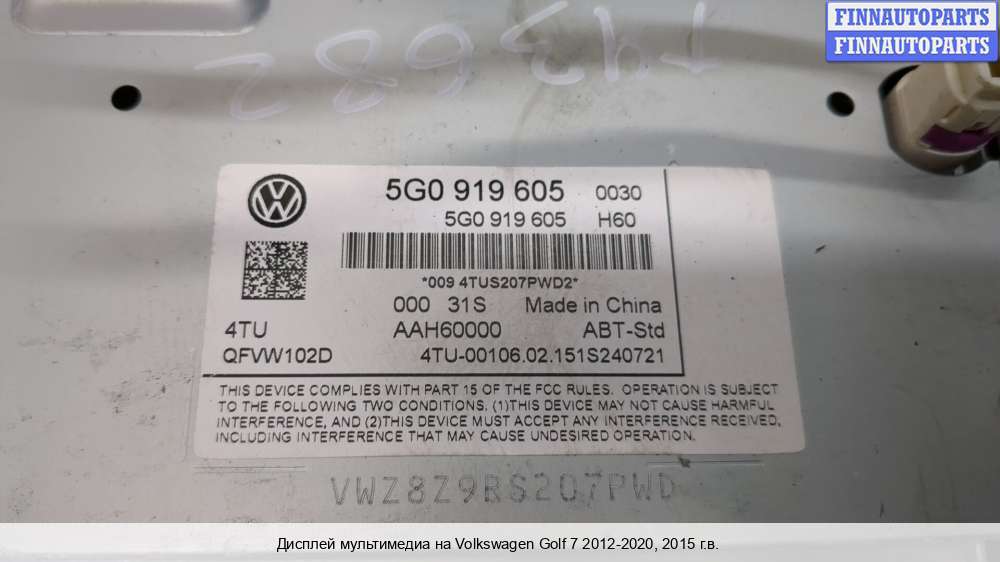 FINNAUTOPARTS
FINNAUTOPARTS
5G0 919 605 0030
5G0 919 605 H60
*009 4TUS207PWD2*
000 31S Made in China
4TU AAH60000 ABT-Std
QFVW102D 4TU-00106.02.151S240721
THIS DEVICE COMPLIES WITH PART 15 OF THE FCC RULES. OPERATION IS SUBJECT
TO THE FOLLOWING TWO CONDITIONS, (1)THIS DEVICE MAY NOT CAUSE HARMFUL
INTERFERENCE, AND (2)THIS DEVICE MUST ACCEPT ANY INTERFERENCE RECEIVED,
INCLUDING INTERFERENCE THAT MAY CAUSE UNDESIRED OPERATION.
VWZ8Z9BS207PWD
Дисплей мультимедиа на Volkswagen Golf 7 2012-2020, 2015 г.в.